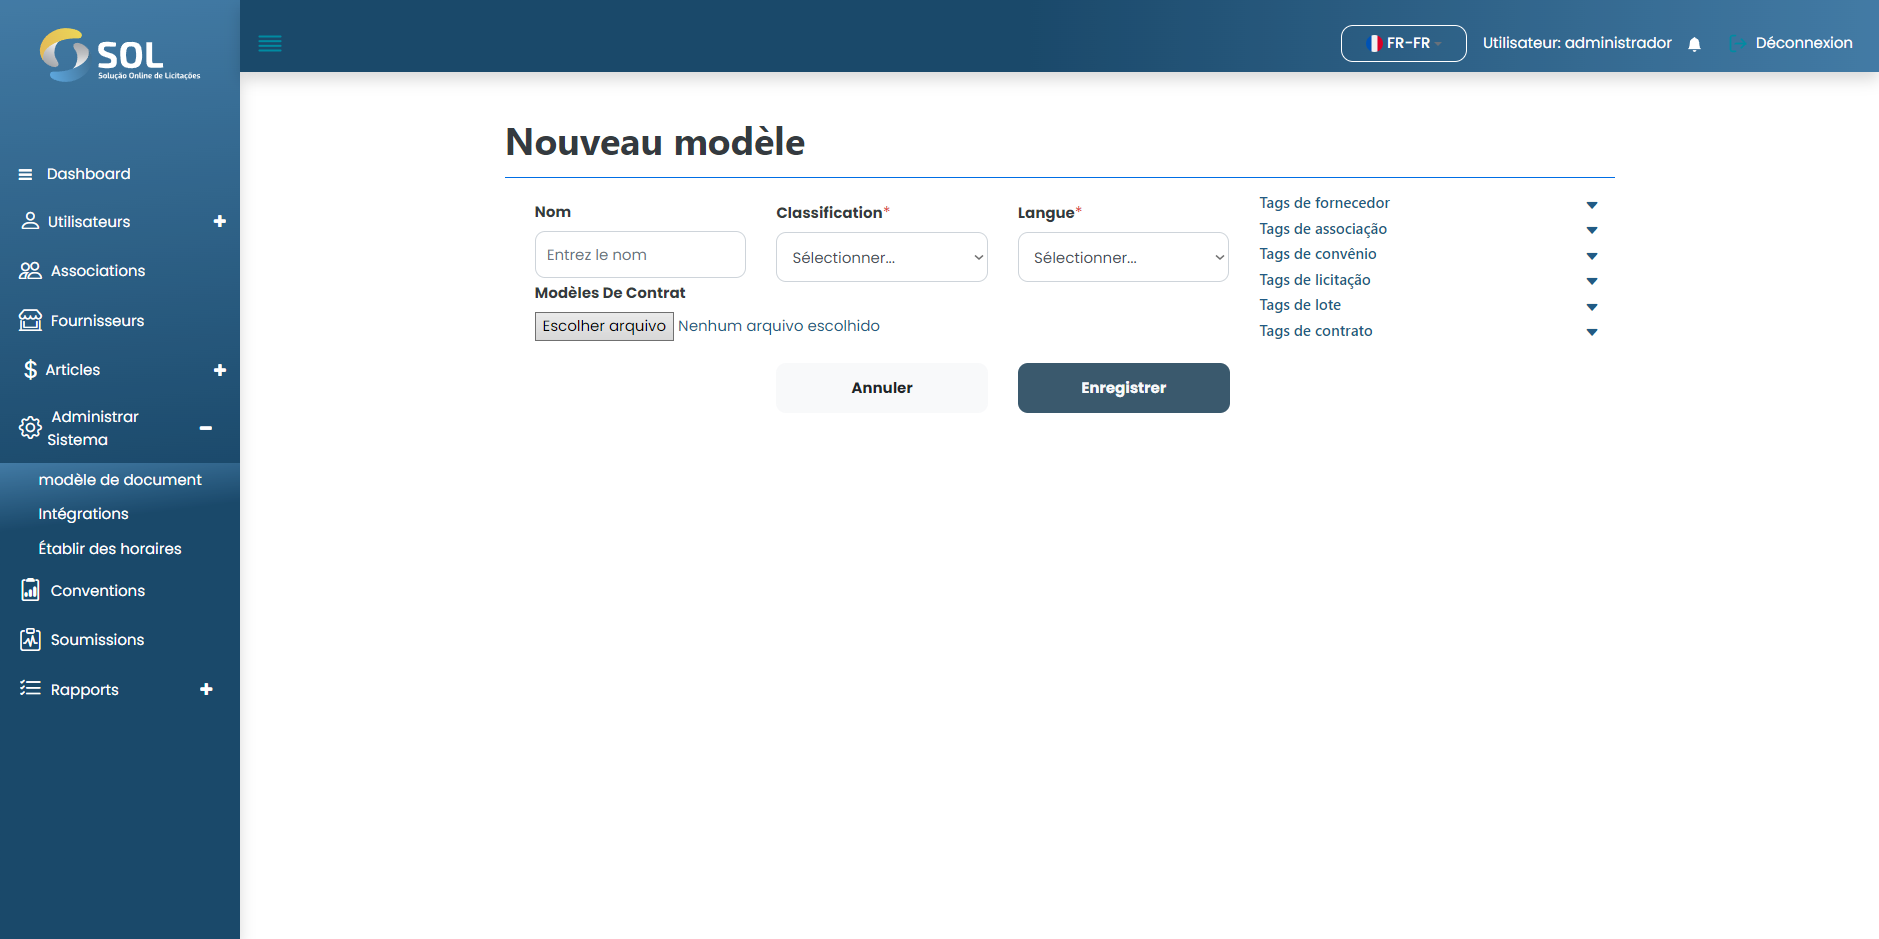 SOL
Solução Online de Licitações
FR-FR
Utilisateur: administrador
Déconnexion
Dashboard
Utilisateurs
Associations
Fournisseurs
Articles
Administrar
Sistema
modèle de document
Intégrations
Établir des horaires
Conventions
Soumissions
Rapports
Nouveau modèle
Nom
Entrez le nom
Classification*
Sélectionner...
Langue*
Sélectionner...
Modèles De Contrat
Escolher arquivo Nenhum arquivo escolhido
Annuler
Enregistrer
Tags de fornecedor
Tags de associação
Tags de convênio
Tags de licitação
Tags de lote
Tags de contrato